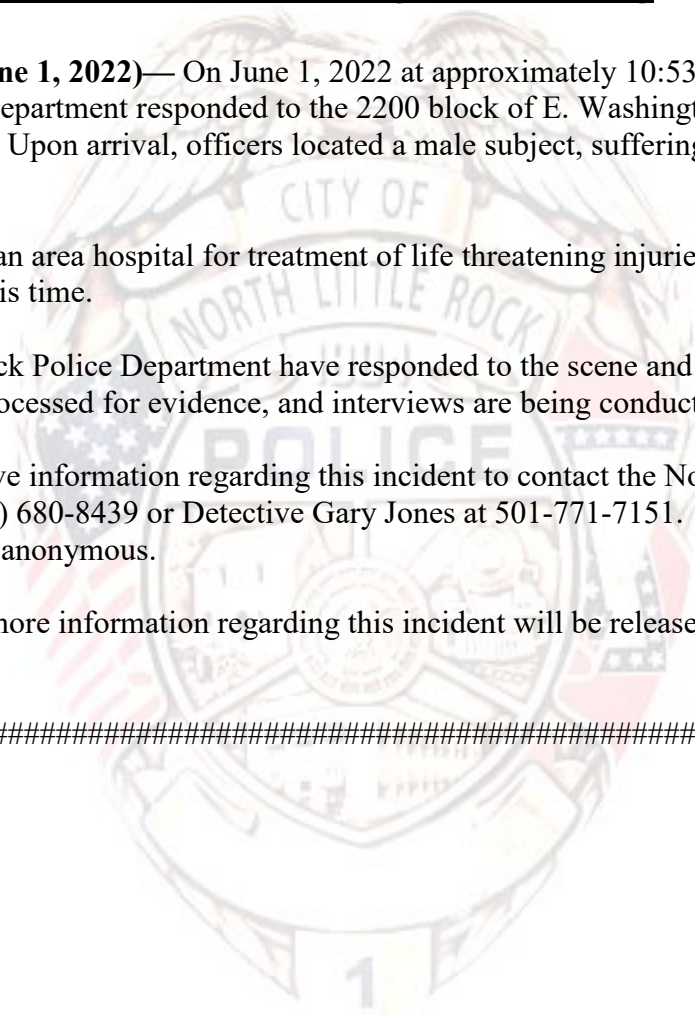 ne 1, 2022)— On June 1, 2022 at approximately 10:53
epartment responded to the 2200 block of E. Washingt
Upon arrival, officers located a male subject, suffering
CITY OF
an area hospital for treatment of life threatening injurie
is time.
NORTH LITTLE ROCK
ck Police Department have responded to the scene and
ocessed for evidence, and interviews are being conduct
POLICE
ve information regarding this incident to contact the No
) 680-8439 or Detective Gary Jones at 501-771-7151.
anonymous.
more information regarding this incident will be release
################################################
1